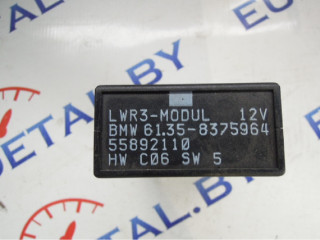 LWR3-MODUL 12V
BMW 61.35-8375964
55892110
HW C06 SW 5